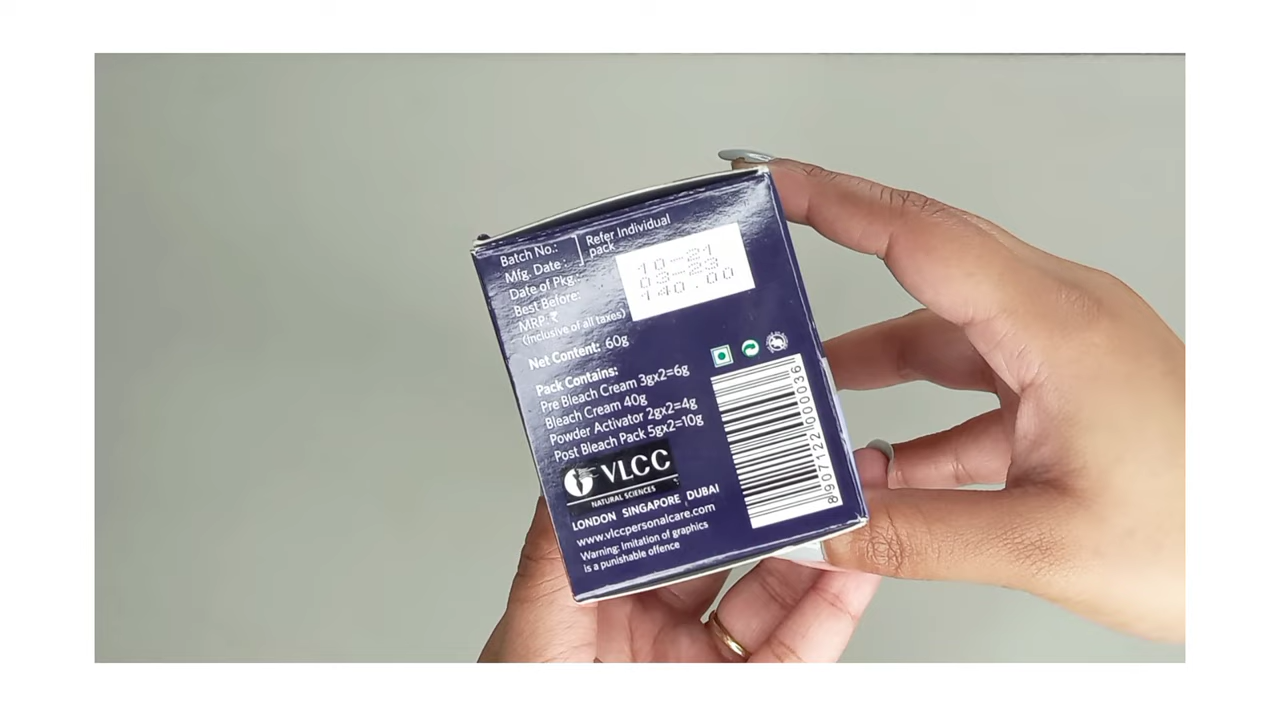 Batch No.:
Refer Individual
pack
Mfg. Date :
Date of Pkg.:
Best Before:
MRP: ₹
(Inclusive of all taxes)
10-21
03-23
140.00
Net Content: 60g
Pack Contains:
Pre Bleach Cream 3gx2=6g
Bleach Cream 40g
Powder Activator 2gx2=4g
Post Bleach Pack 5gx2=10g
VLCC
NATURAL SCIENCES
LONDON SINGAPORE DUBAI
www.vlccpersonalcare.com
Warning: Imitation of graphics
is a punishable offence
8907122000036